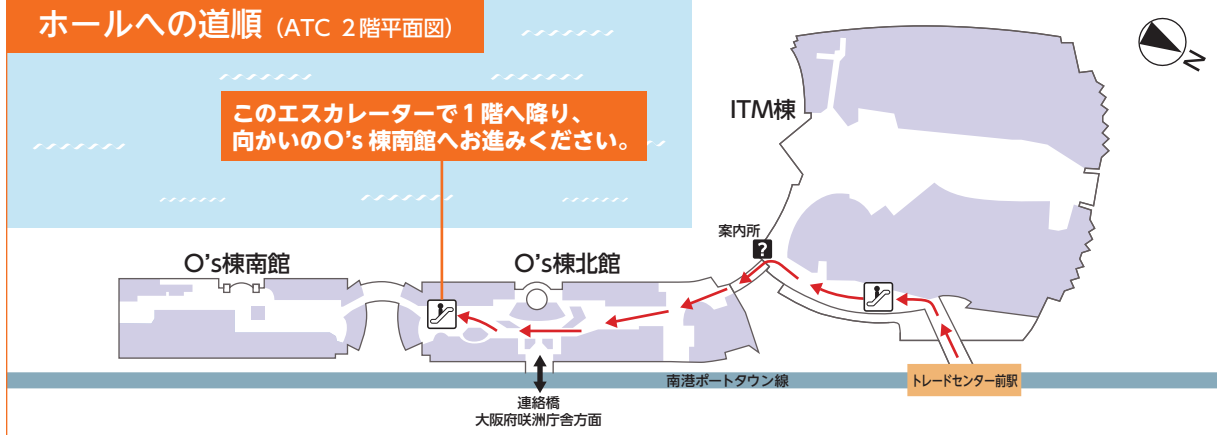 ホールへの道順（ATC 2階平面図）
このエスカレーターで1階へ降り、
向かいのO's 棟南館へお進みください。
ITM棟
N
案内所
?
O's棟南館
O's棟北館
南港ポートタウン線
トレードセンター前駅
連絡橋
大阪府咲洲庁舎方面